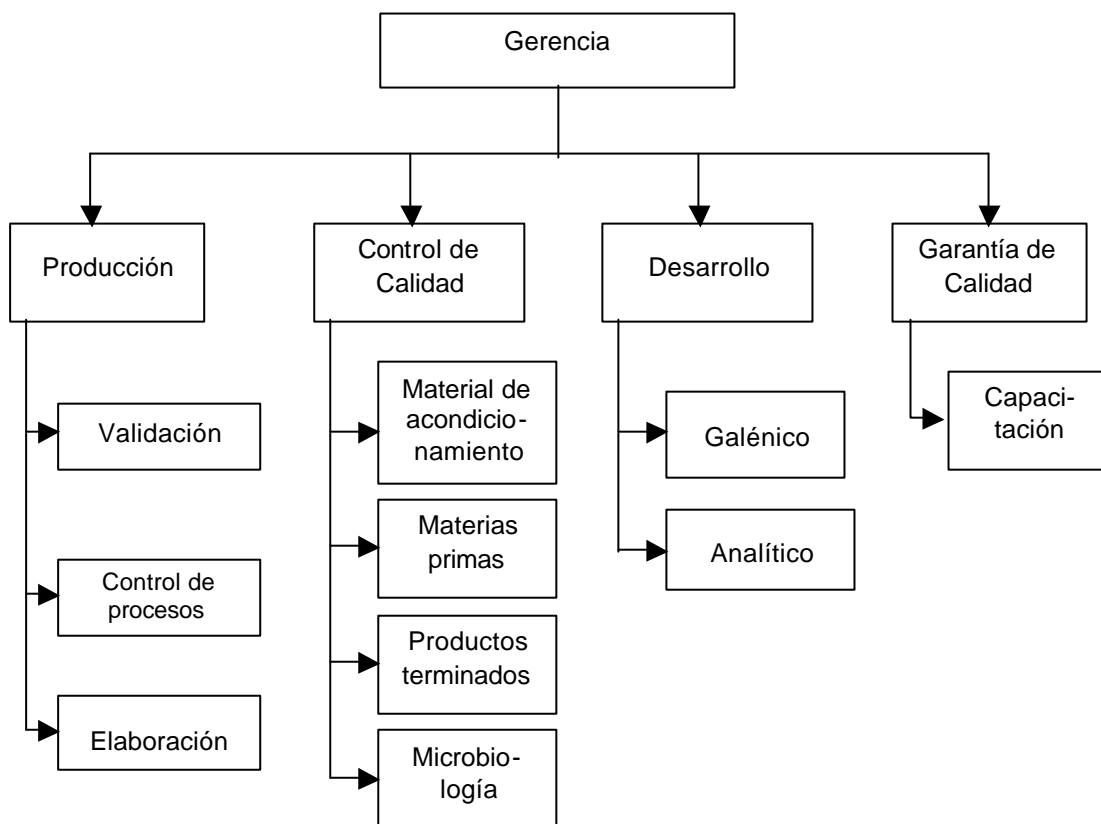 Gerencia
Producción
Control de
Calidad
Desarrollo
Garantía de
Calidad
Validación
Control de
procesos
Elaboración
Material de
acondicio-
namiento
Materias
primas
Productos
terminados
Microbio-
logía
Galénico
Analítico
Capaci-
tación